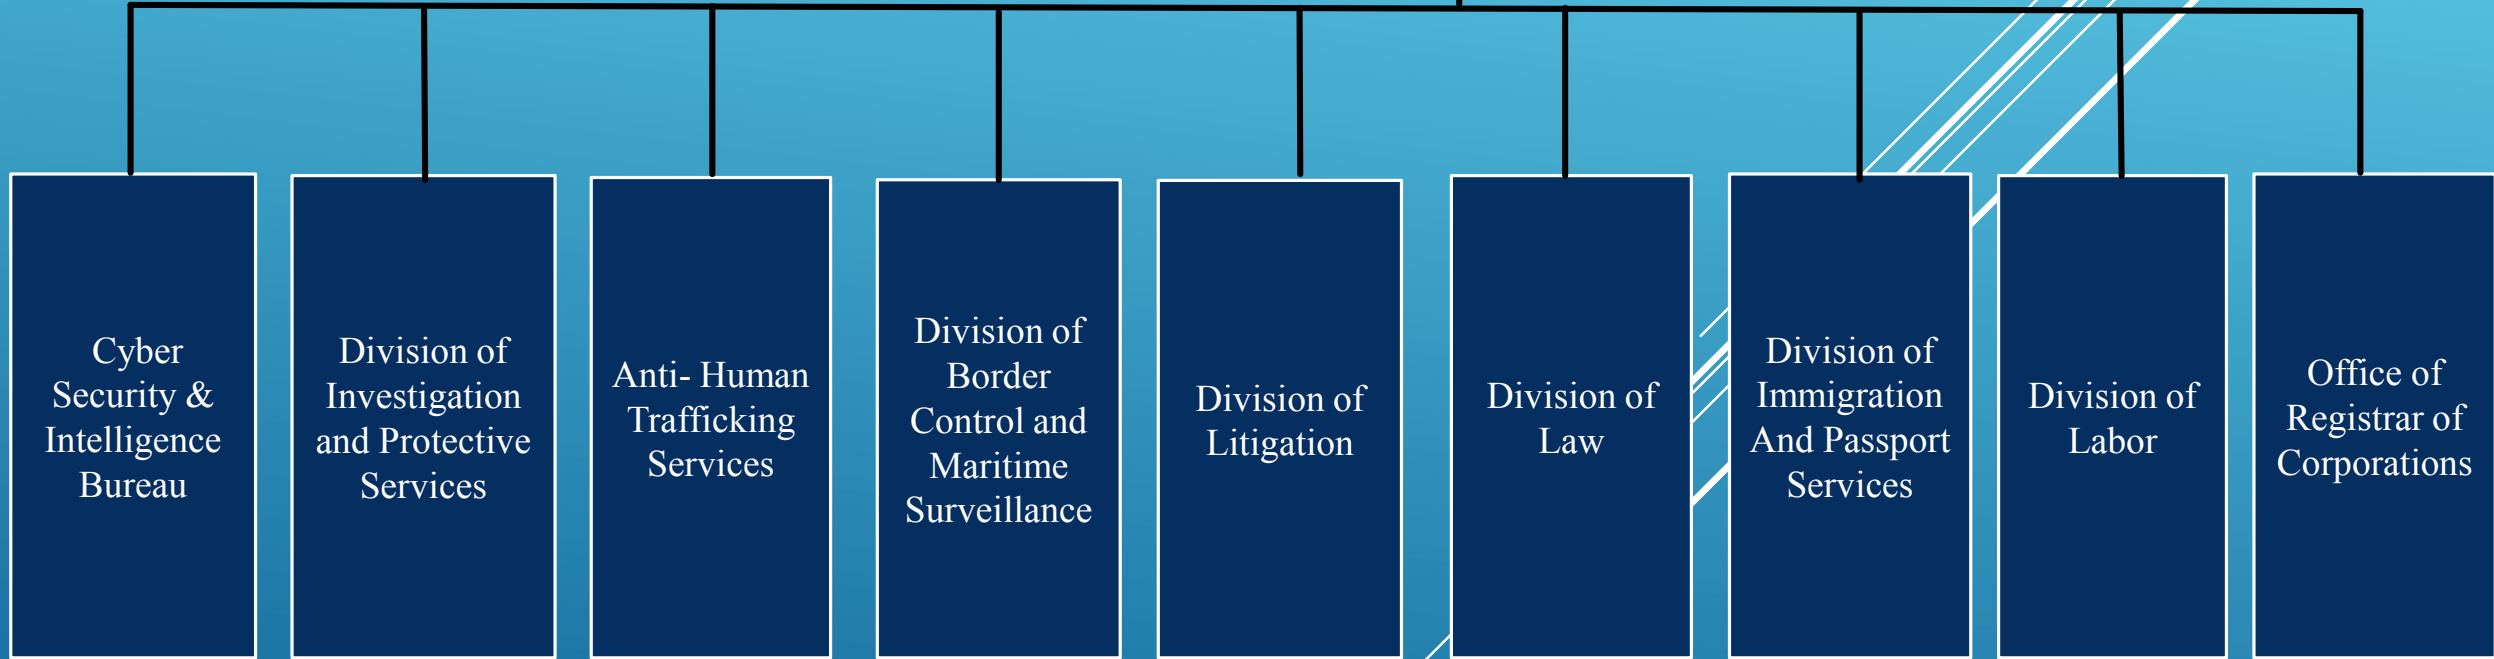 Cyber
Security &
Intelligence
Bureau
Division of
Investigation
and Protective
Services
Anti- Human
Trafficking
Services
Division of
Border
Control and
Maritime
Surveillance
Division of
Litigation
Division of
Law
Division of
Immigration
And Passport
Services
Division of
Labor
Office of
Registrar of
Corporations